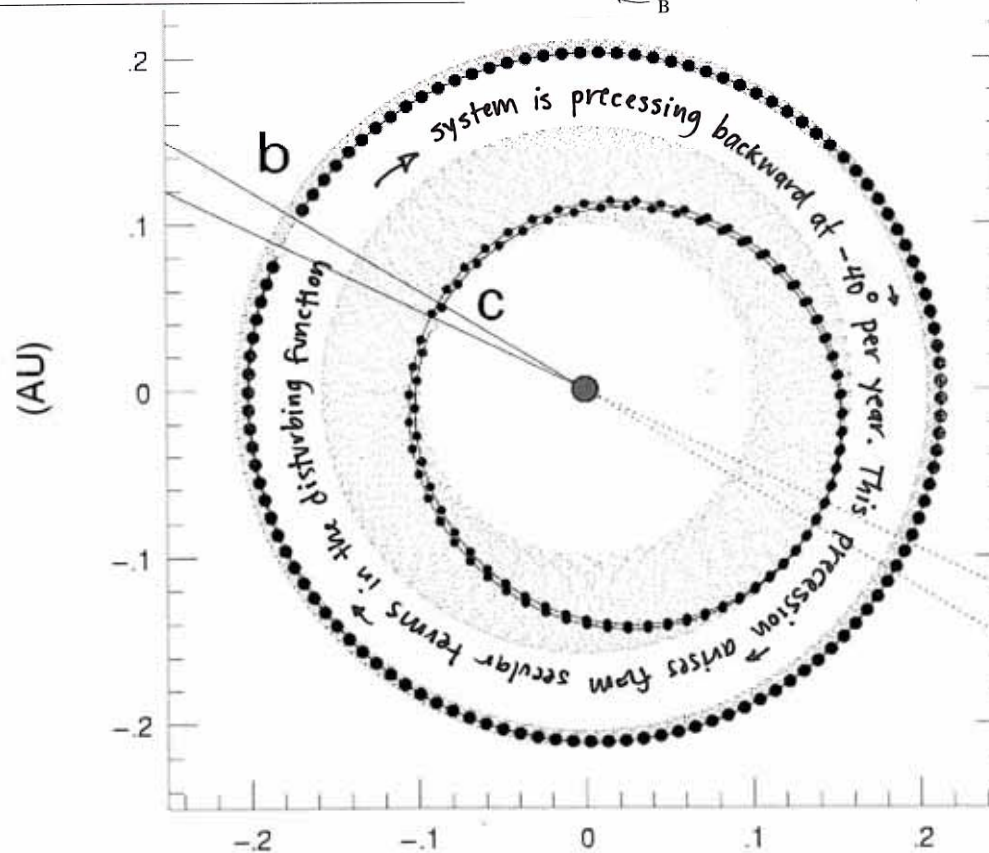 B
.2
.1
0
-.1
-.2
(AU)
b
c
system is precessing backward at -40° per year. This precession arises from secular terms in the disturbing function
-.2
-.1
0
.1
.2